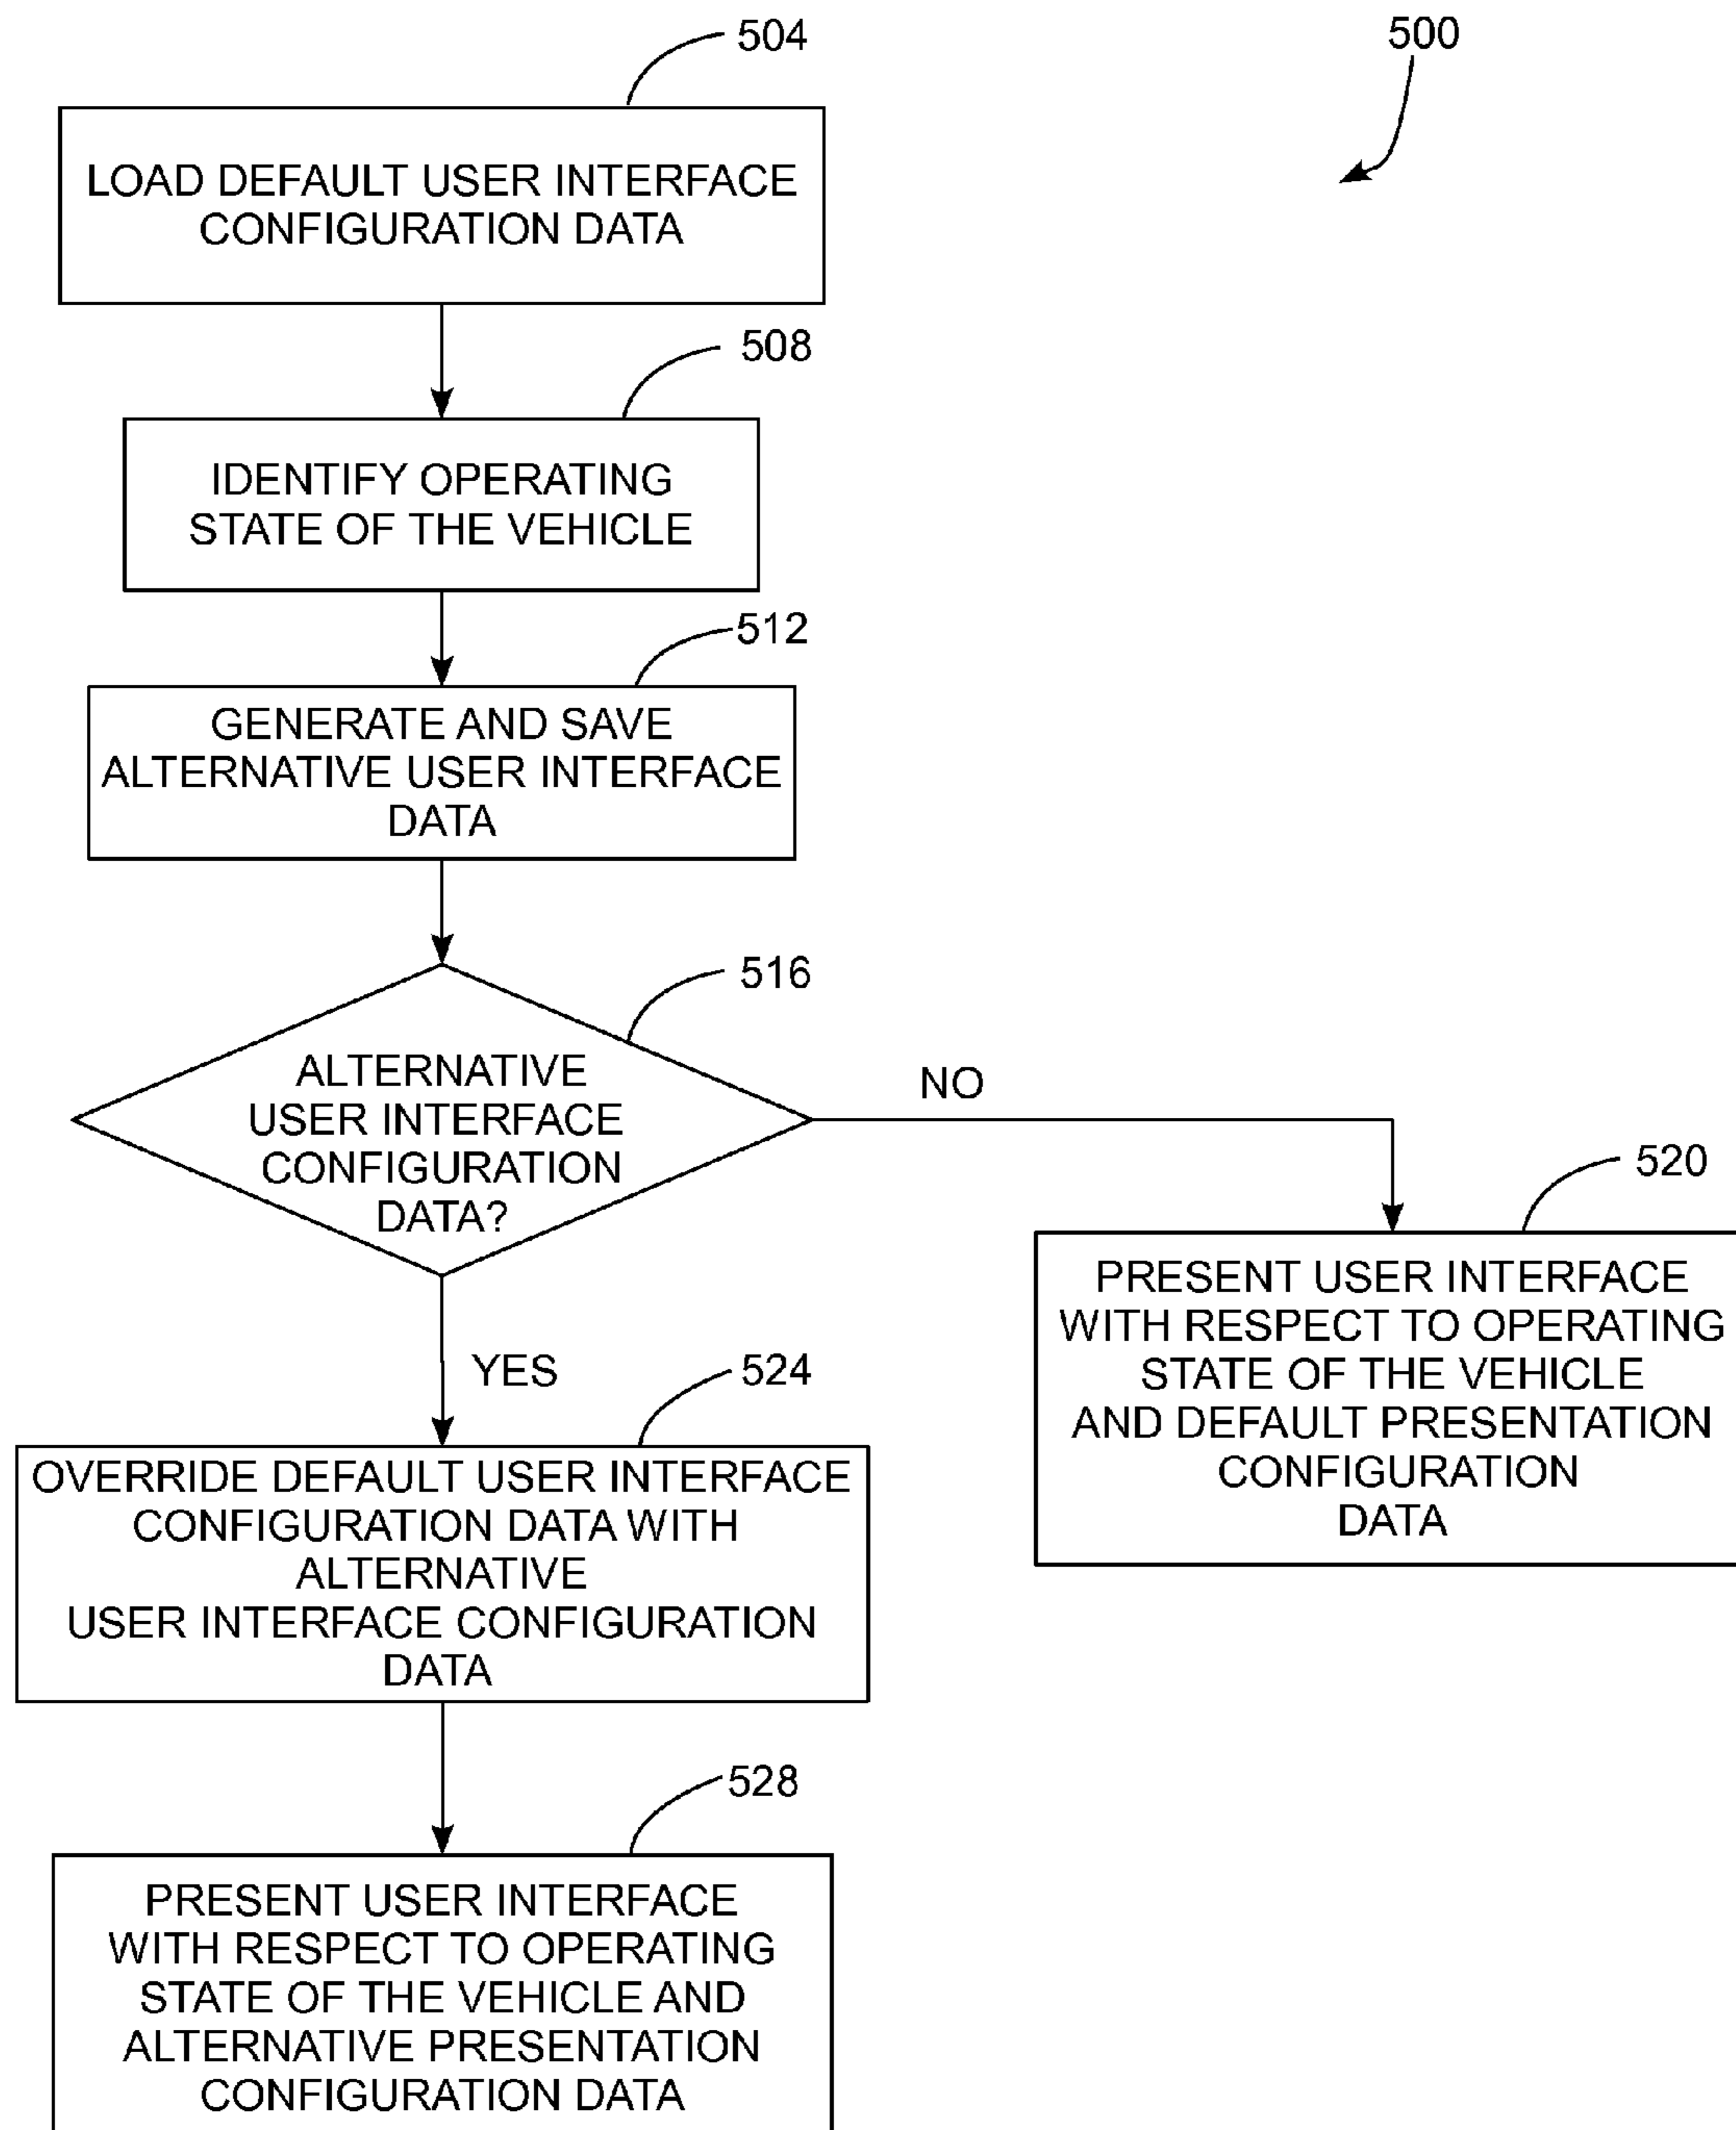 504
500
LOAD DEFAULT USER INTERFACE
CONFIGURATION DATA
508
IDENTIFY OPERATING
STATE OF THE VEHICLE
512
GENERATE AND SAVE
ALTERNATIVE USER INTERFACE
DATA
516
ALTERNATIVE
USER INTERFACE
CONFIGURATION
DATA?
NO
520
PRESENT USER INTERFACE
WITH RESPECT TO OPERATING
STATE OF THE VEHICLE
AND DEFAULT PRESENTATION
CONFIGURATION
DATA
YES
524
OVERRIDE DEFAULT USER INTERFACE
CONFIGURATION DATA WITH
ALTERNATIVE
USER INTERFACE CONFIGURATION
DATA
528
PRESENT USER INTERFACE
WITH RESPECT TO OPERATING
STATE OF THE VEHICLE AND
ALTERNATIVE PRESENTATION
CONFIGURATION DATA